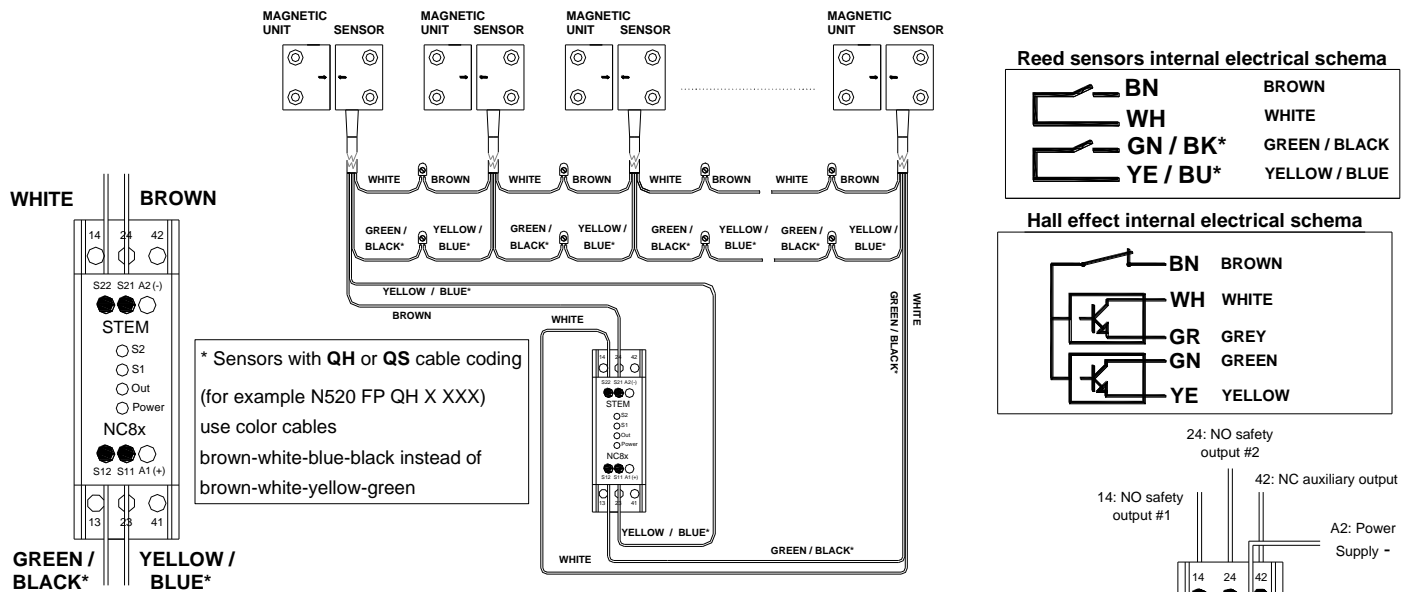 MAGNETIC
UNIT SENSOR
MAGNETIC
UNIT SENSOR
MAGNETIC
UNIT SENSOR
MAGNETIC
UNIT SENSOR
WHITE BROWN WHITE BROWN WHITE BROWN WHITE BROWN
GREEN / YELLOW / GREEN / YELLOW / GREEN / YELLOW / GREEN / YELLOW /
BLACK* BLUE* BLACK* BLUE* BLACK* BLUE* BLACK* BLUE*
YELLOW / BLUE*
BROWN
WHITE
WHITE
GREEN / BLACK*
14 24 42
S22 S21 A2(-)
STEM
S2
S1
Out
Power
NC8x
S12 S11 A1(+)
13 23 41
YELLOW / BLUE*
GREEN / BLACK*
WHITE
WHITE BROWN
14 24 42
S22 S21 A2(-)
STEM
S2
S1
Out
Power
NC8x
S12 S11 A1(+)
13 23 41
GREEN / YELLOW /
BLACK* BLUE*
* Sensors with QH or QS cable coding
(for example N520 FP QH X XXX)
use color cables
brown-white-blue-black instead of
brown-white-yellow-green
Reed sensors internal electrical schema
BN BROWN
WH WHITE
GN / BK* GREEN / BLACK
YE / BU* YELLOW / BLUE
Hall effect internal electrical schema
BN BROWN
WH WHITE
GR GREY
GN GREEN
YE YELLOW
24: NO safety
output #2
42: NC auxiliary output
14: NO safety
output #1
A2: Power
Supply -
14 24 42